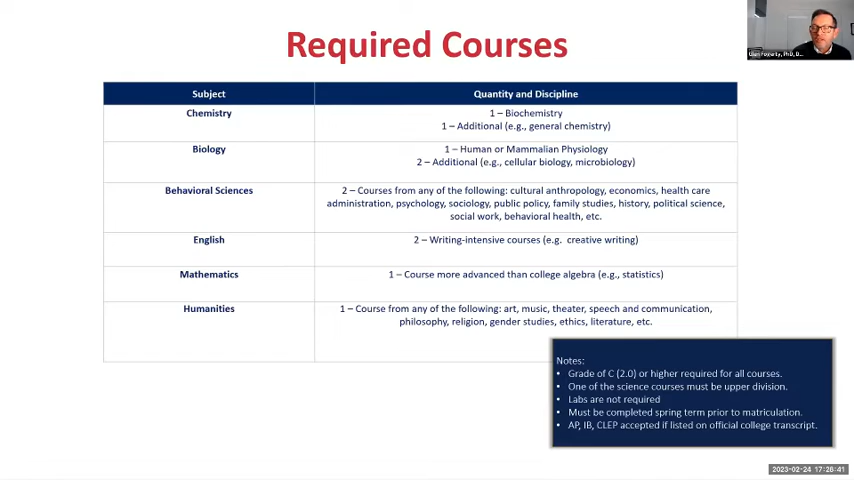 Required Courses
Subject
Quantity and Discipline
Chemistry
1 – Biochemistry
1 – Additional (e.g., general chemistry)
Biology
1 – Human or Mammalian Physiology
2 – Additional (e.g., cellular biology, microbiology)
Behavioral Sciences
2 – Courses from any of the following: cultural anthropology, economics, health care
administration, psychology, sociology, public policy, family studies, history, political science,
social work, behavioral health, etc.
English
2 – Writing-intensive courses (e.g. creative writing)
Mathematics
1 – Course more advanced than college algebra (e.g., statistics)
Humanities
1 – Course from any of the following: art, music, theater, speech and communication,
philosophy, religion, gender studies, ethics, literature, etc.
Notes:
• Grade of C (2.0) or higher required for all courses.
• One of the science courses must be upper division.
• Labs are not required
• Must be completed spring term prior to matriculation.
• AP, IB, CLEP accepted if listed on official college transcript.
Fogarty, PhD, D...
2023-02-24 17:28:41